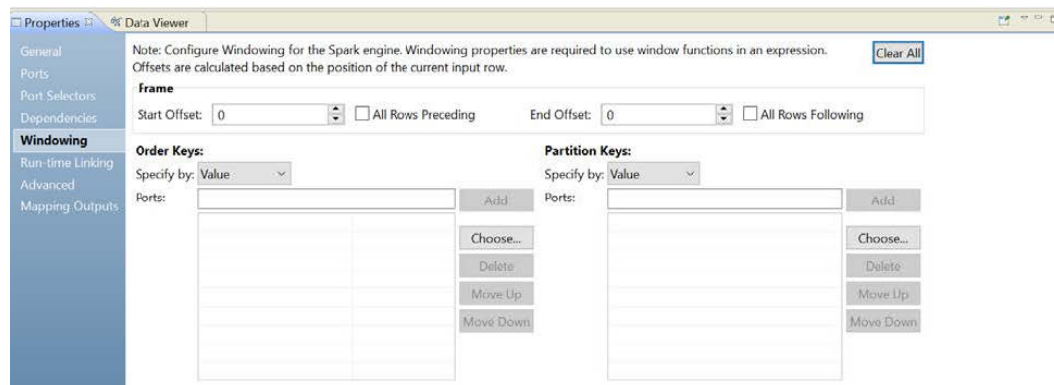 Properties
Data Viewer
General
Ports
Port Selectors
Dependencies
Windowing
Run-time Linking
Advanced
Mapping Outputs
Note: Configure Windowing for the Spark engine. Windowing properties are required to use window functions in an expression.
Offsets are calculated based on the position of the current input row.
Clear All
Frame
Start Offset: 0 All Rows Preceding End Offset: 0 All Rows Following
Order Keys:
Specify by: Value
Ports: Add
Choose...
Delete
Move Up
Move Down
Partition Keys:
Specify by: Value
Ports: Add
Choose...
Delete
Move Up
Move Down